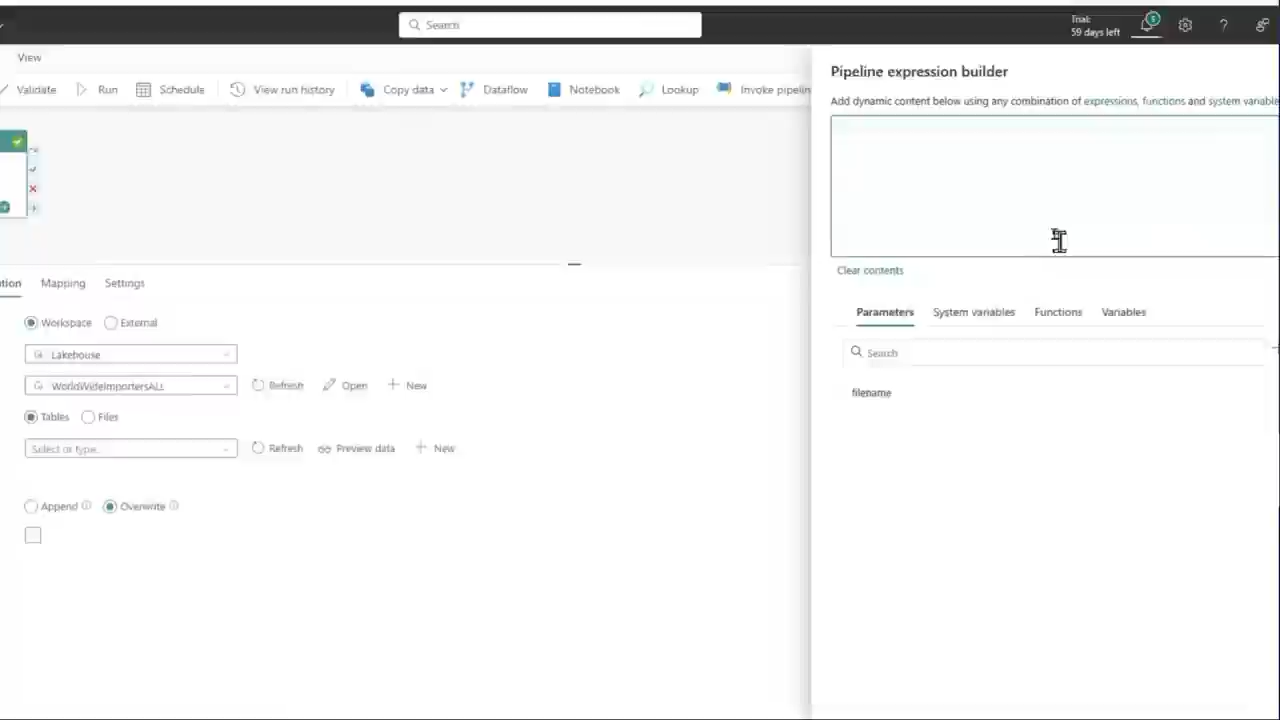 Search
Trial:
59 days left
5
?
View
Validate Run Schedule View run history Copy data Dataflow Notebook Lookup Invoke pipelin
Pipeline expression builder
Add dynamic content below using any combination of expressions, functions and system variable
Clear contents
tion Mapping Settings
Parameters System variables Functions Variables
Workspace External
Search
Lakehouse
WorldWideImportersALL Refresh Open New
filename
Tables Files
Select or type... Refresh Preview data New
Append Overwrite